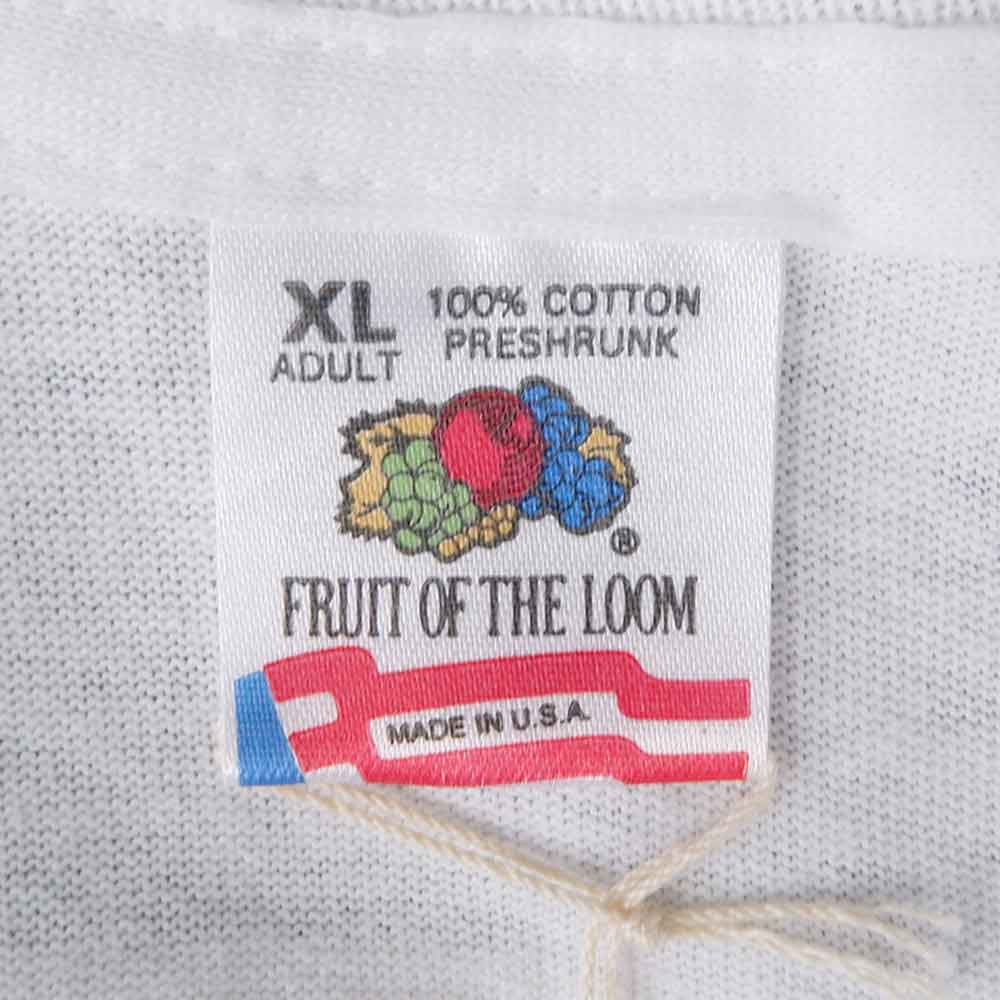 XL
ADULT
100% COTTON
PRESHRUNK
®
FRUIT OF THE LOOM
MADE IN U.S.A.